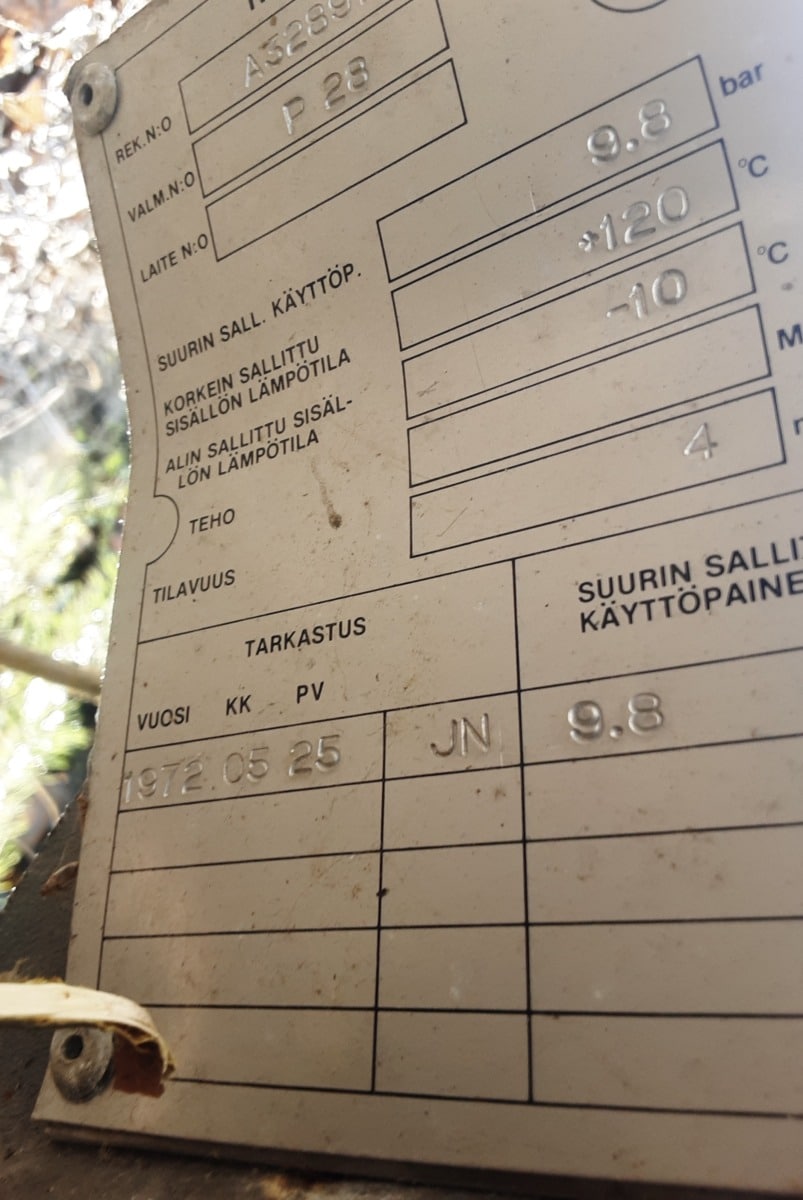 REK.N:O A3289
VALM.N:O P 28
LAITE N:O
SUURIN SALL. KÄYTTÖP. 9.8 bar
KORKEIN SALLITTU
SISÄLLÖN LÄMPÖTILA +120 °C
ALIN SALLITTU SISÄL-
LÖN LÄMPÖTILA -10 °C
TEHO M
TILAVUUS 4
TARKASTUS
SUURIN SALLIT
KÄYTTÖPAINE
VUOSI KK PV
1972 05 25 JN 9.8